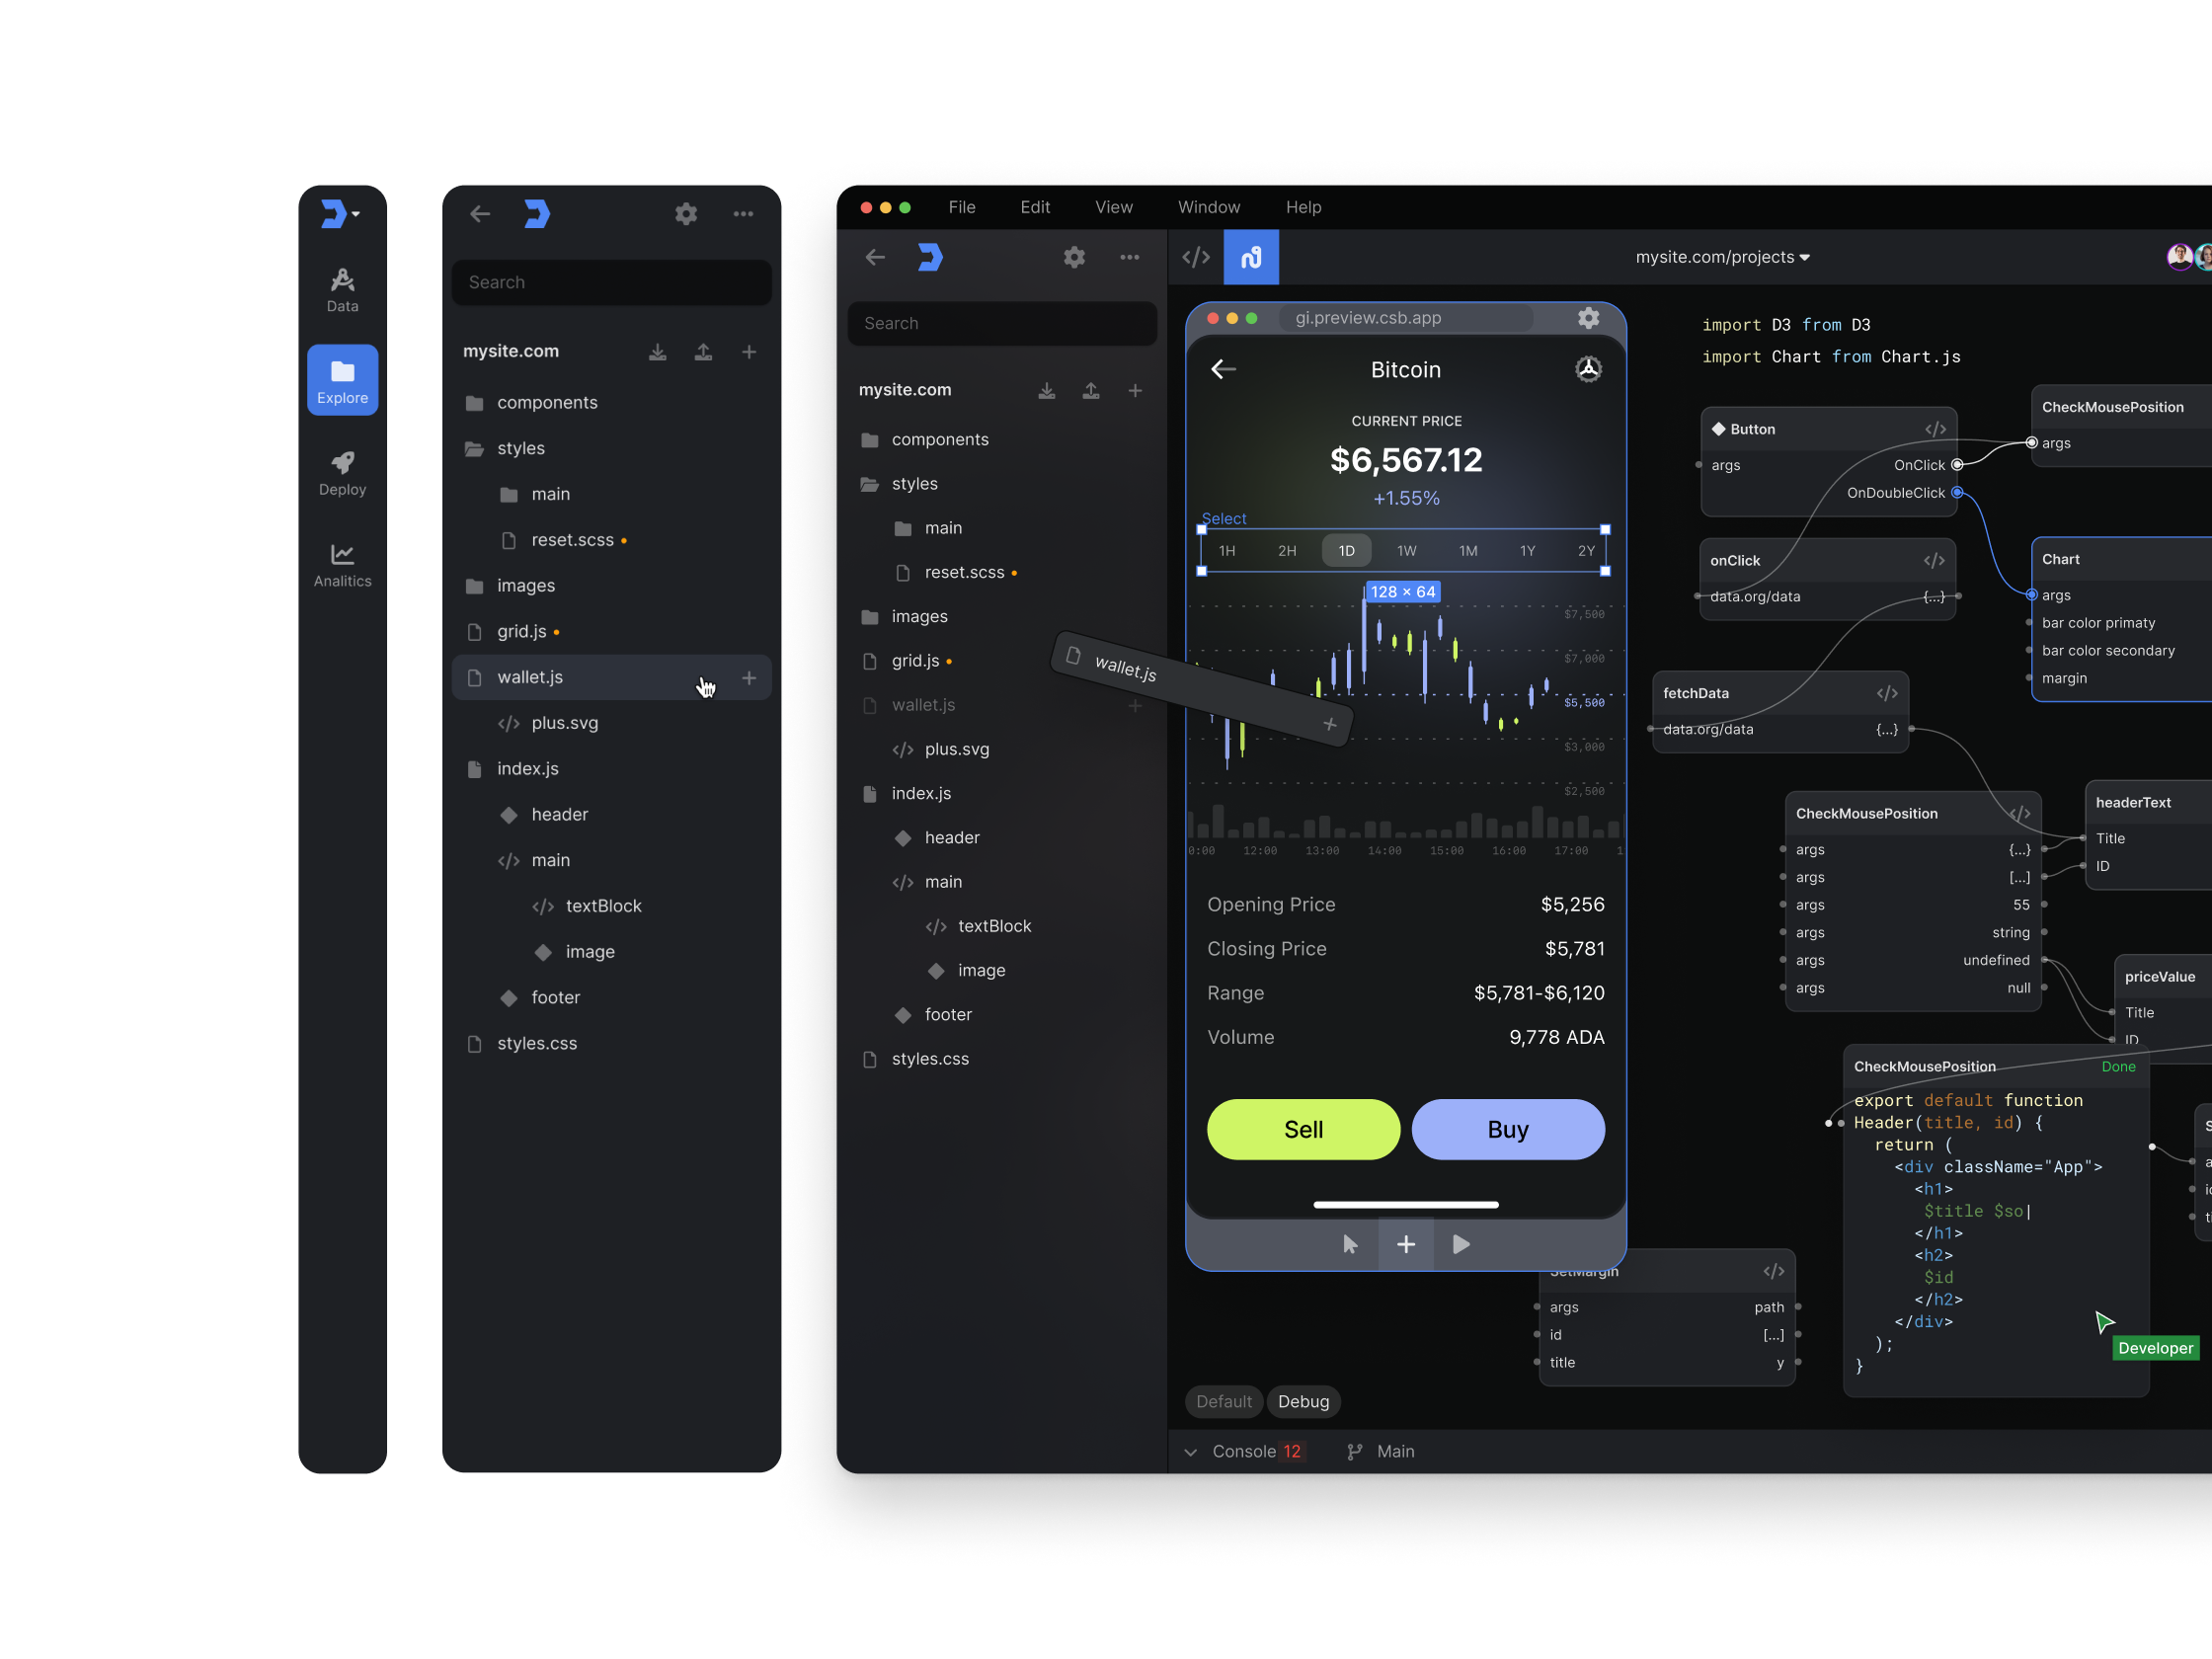 Data
Explore
Deploy
Analitics
Search
mysite.com
components
styles
main
reset.scss
images
grid.js
wallet.js
plus.svg
index.js
header
main
textBlock
image
footer
styles.css
File Edit View Window Help
Search
mysite.com
components
styles
main
reset.scss
images
grid.js
wallet.js
plus.svg
index.js
header
main
textBlock
image
footer
styles.css
wallet.js
mysite.com/projects
gi.preview.csb.app
Bitcoin
CURRENT PRICE
$6,567.12
+1.55%
Select
1H 2H 1D 1W 1M 1Y 2Y
128 × 64
$7,500
$7,000
$5,500
$3,000
$2,500
0:00 12:00 13:00 14:00 15:00 16:00 17:00 1
Opening Price $5,256
Closing Price $5,781
Range $5,781-$6,120
Volume 9,778 ADA
Sell Buy
import D3 from D3
import Chart from Chart.js
Button
args OnClick
OnDoubleClick
CheckMousePosition
args
onClick
data.org/data {...}
Chart
args
bar color primaty
bar color secondary
margin
fetchData
data.org/data {...}
CheckMousePosition
args {...}
args [...]
args 55
args string
args undefined
args null
headerText
Title
ID
priceValue
Title
ID
CheckMousePosition Done
export default function
Header(title, id) {
return (
<div className="App">
<h1>
$title $so|
</h1>
<h2>
$id
</h2>
</div>
);
}
Developer
SetMargin
args path
id [...]
title y
Default Debug
Console 12 Main